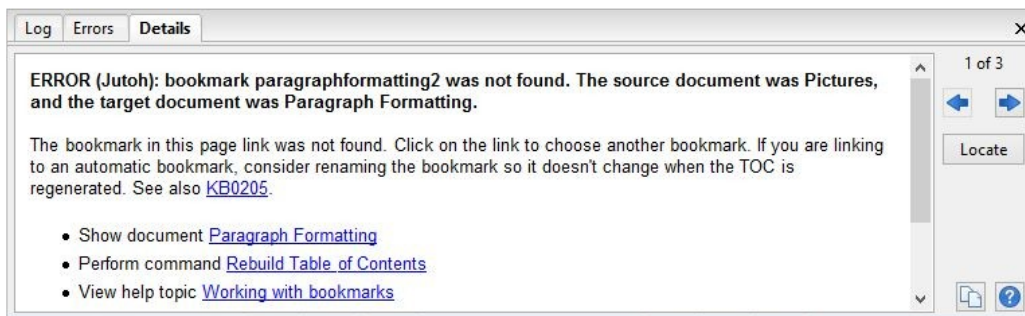 Log Errors Details
1 of 3
ERROR (Jutoh): bookmark paragraphformatting2 was not found. The source document was Pictures,
and the target document was Paragraph Formatting.
The bookmark in this page link was not found. Click on the link to choose another bookmark. If you are linking
to an automatic bookmark, consider renaming the bookmark so it doesn't change when the TOC is
regenerated. See also KB0205.
Locate
• Show document Paragraph Formatting
• Perform command Rebuild Table of Contents
• View help topic Working with bookmarks